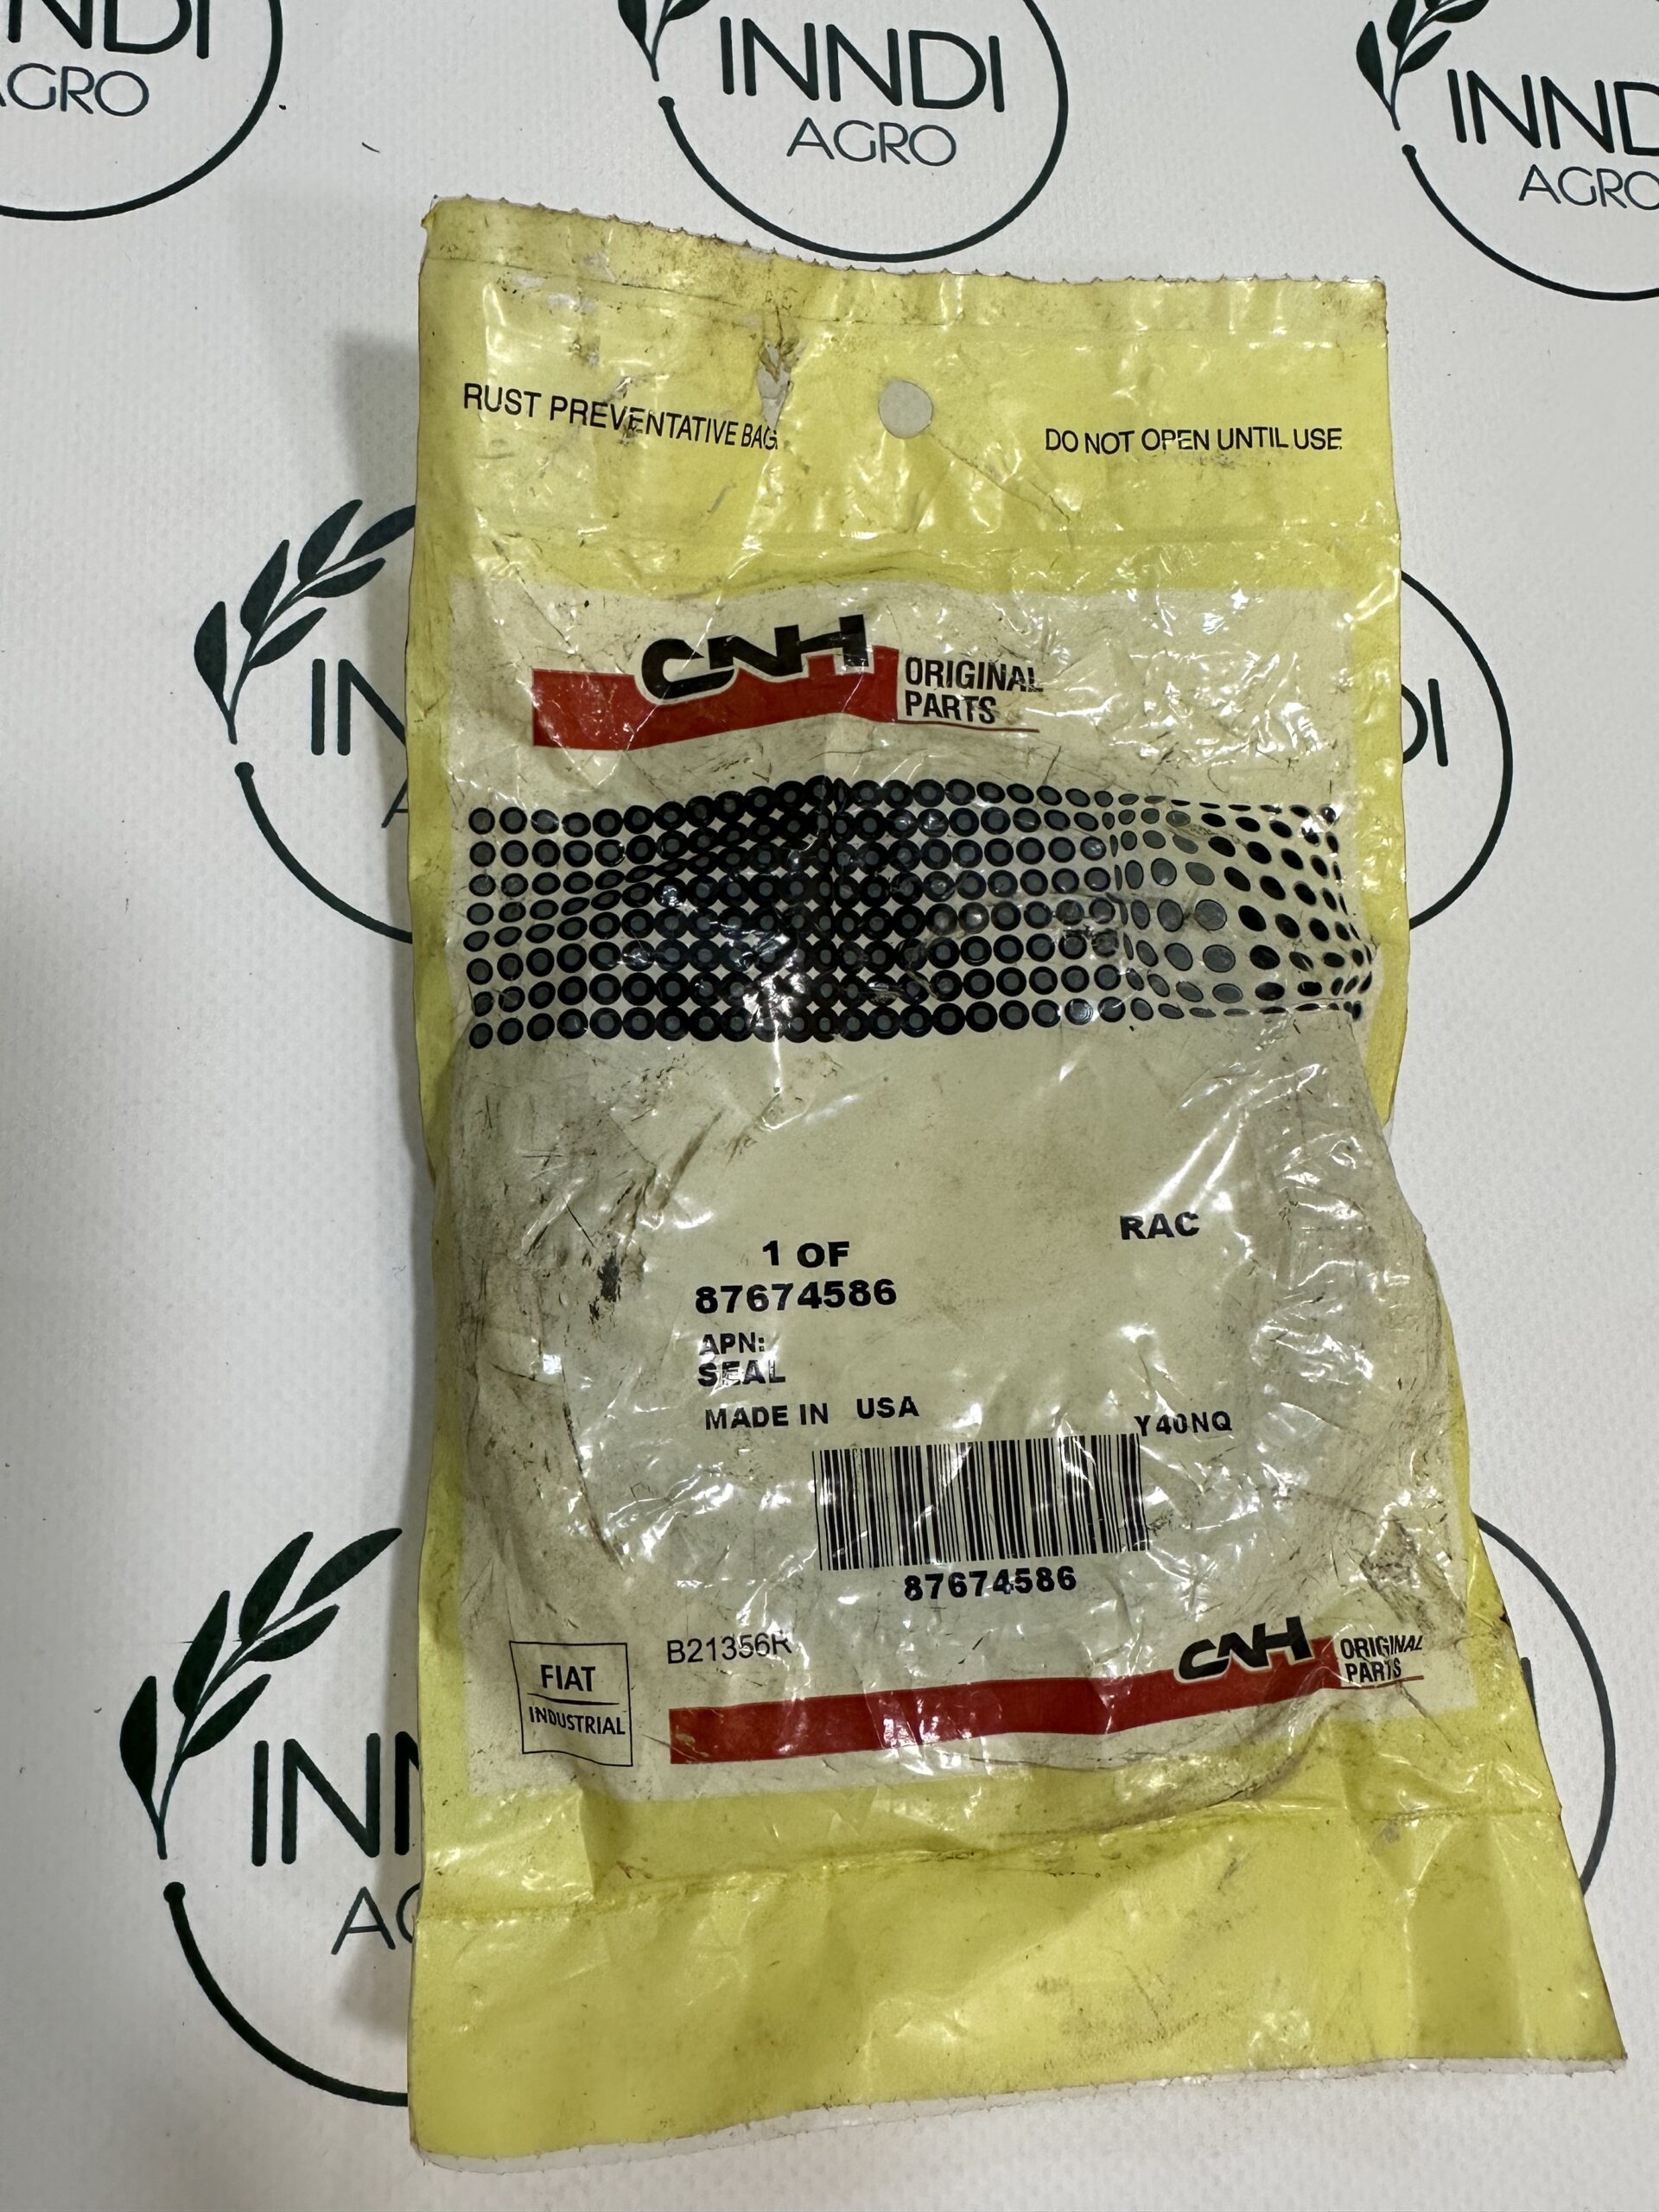 INNDI
AGRO
INNDI
AGRO
INND
AGRO
RUST PREVENTATIVE BAG.
DO NOT OPEN UNTIL USE.
CNH ORIGINAL
PARTS
RAC
1 OF
87674586
APN:
SEAL
MADE IN USA
Y40NQ
87674586
B21356R
FIAT
INDUSTRIAL
CNH ORIGINAL
PARTS